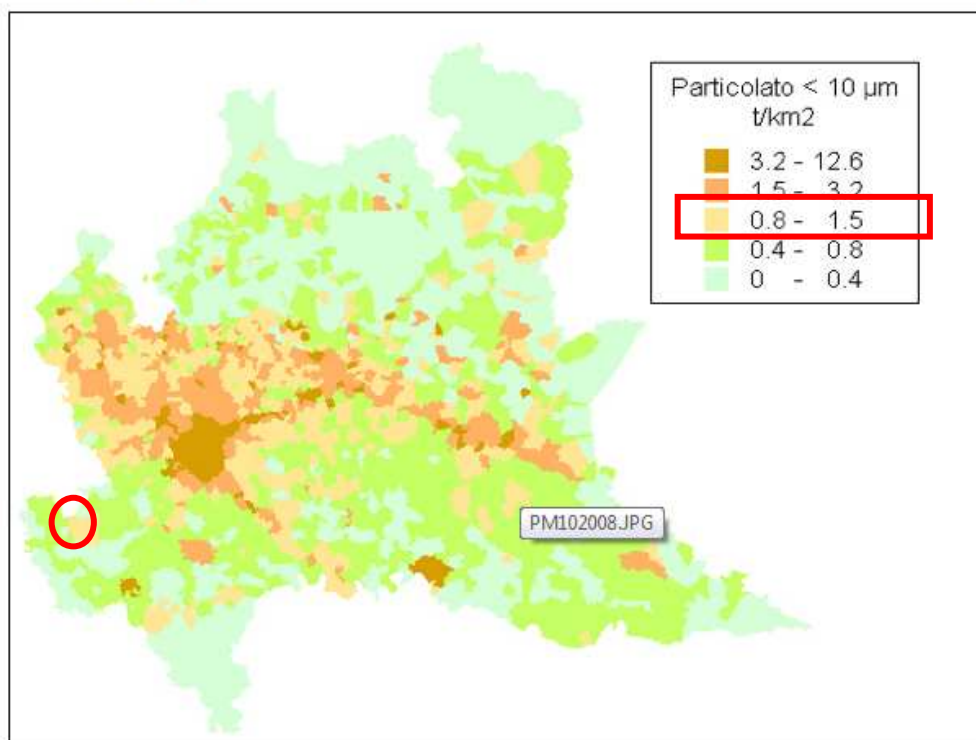 Particolato < 10 µm
t/km2
3.2 - 12.6
1.5 - 3.2
0.8 - 1.5
0.4 - 0.8
0 - 0.4
PM102008.JPG